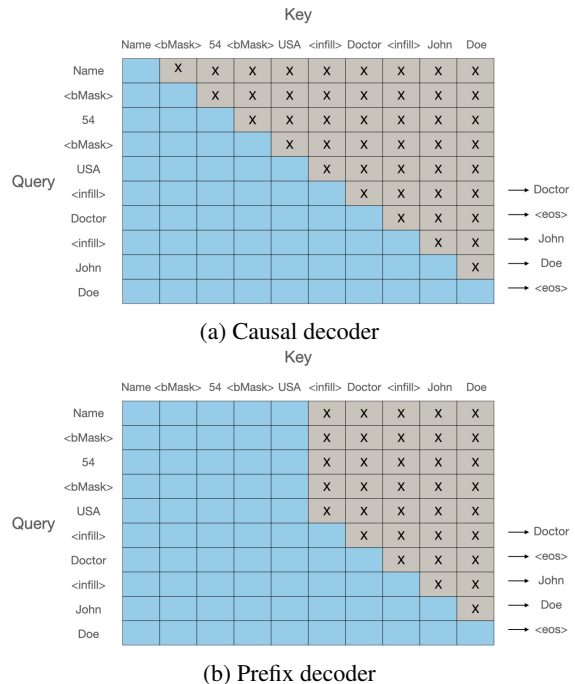 Key
Name <bMask> 54 <bMask> USA <infill> Doctor <infill> John Doe
Name X X X X X X X X X
<bMask> X X X X X X X X
54 X X X X X X X
<bMask> X X X X X X
USA X X X X X
Query
<infill> X X X X → Doctor
Doctor X X X → <eos>
<infill> X X → John
John X → Doe
Doe → <eos>
(a) Causal decoder
Key
Name <bMask> 54 <bMask> USA <infill> Doctor <infill> John Doe
Name X X X X X
<bMask> X X X X X
54 X X X X X
<bMask> X X X X X
USA X X X X X
Query
<infill> X X X X → Doctor
Doctor X X X → <eos>
<infill> X X → John
John X → Doe
Doe → <eos>
(b) Prefix decoder